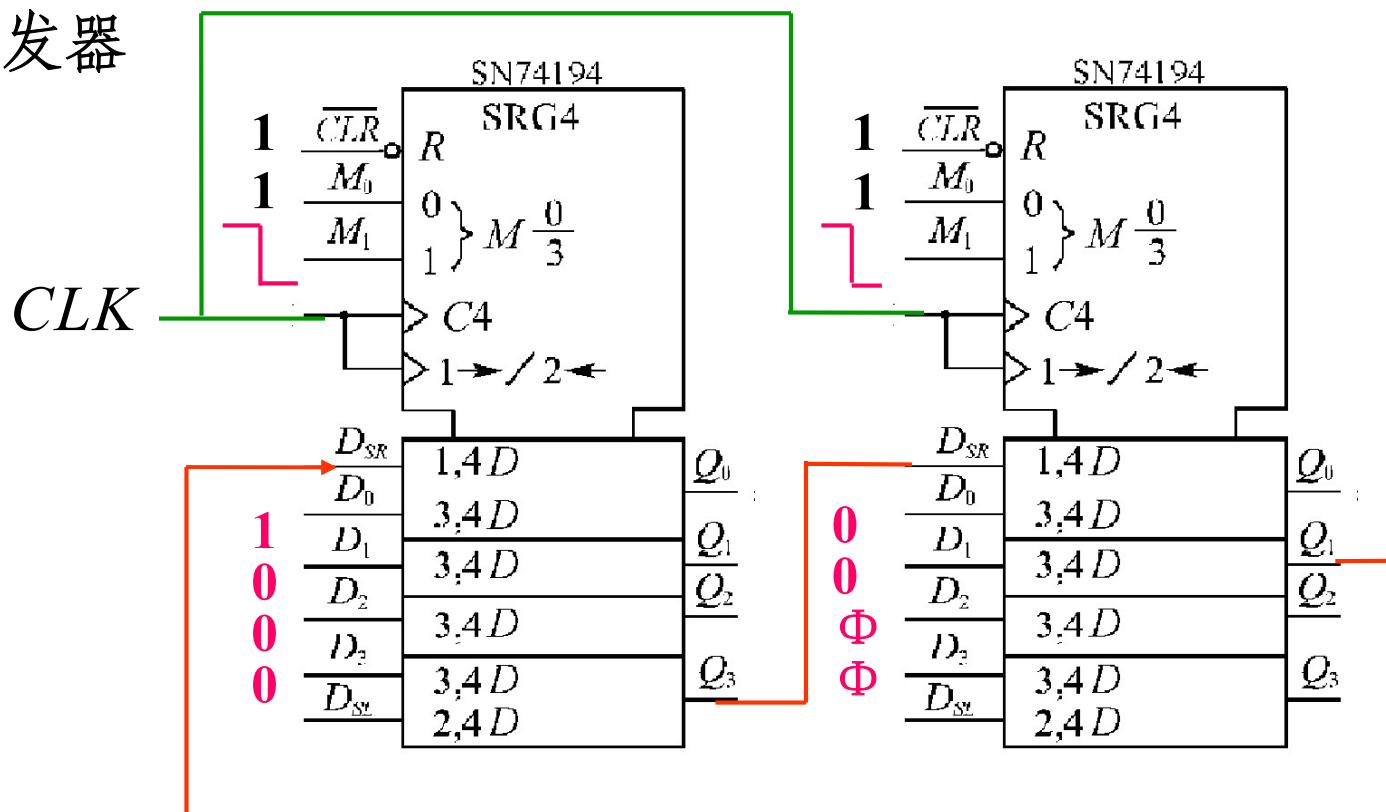 发器
SN74194
SRG4
1 CLR R
1 M₀ 0
M₁ 1 } M 0/3
CLK C4
1→/2←
D_SR 1,4D Q₀
D₀ 3,4D
1 D₁ 3,4D Q₁
0 D₂ 3,4D Q₂
0 D₃ 3,4D Q₃
0 D_SL 2,4D
SN74194
SRG4
1 CLR R
1 M₀ 0
M₁ 1 } M 0/3
C4
1→/2←
D_SR 1,4D Q₀
D₀ 3,4D
0 D₁ 3,4D Q₁
0 D₂ 3,4D Q₂
Φ D₃ 3,4D Q₃
Φ D_SL 2,4D